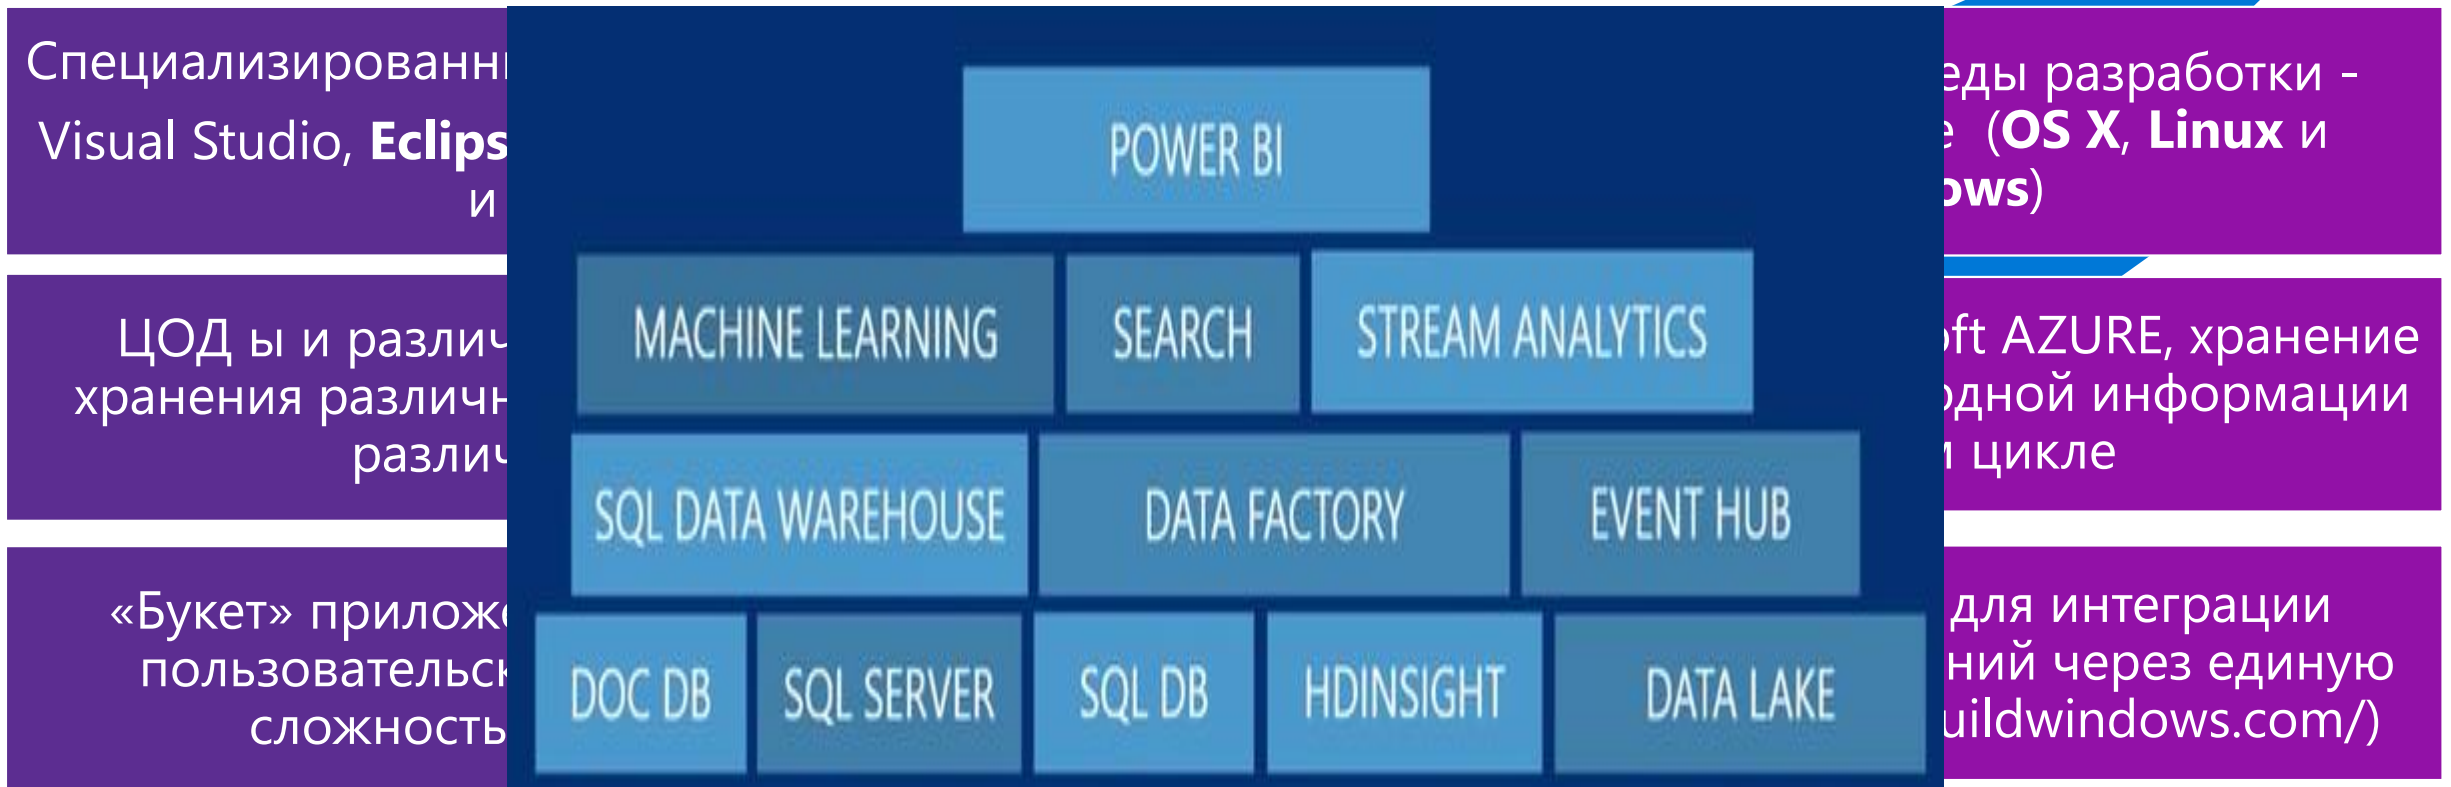 Специализированн
Visual Studio, Eclips
и
ЦОД ы и различ
хранения различн
различ
«Букет» приложе
пользовательск
сложность
POWER BI
MACHINE LEARNING
SEARCH
STREAM ANALYTICS
SQL DATA WAREHOUSE
DATA FACTORY
EVENT HUB
DOC DB
SQL SERVER
SQL DB
HDINSIGHT
DATA LAKE
еды разработки -
е (OS X, Linux и
ows)
oft AZURE, хранение
одной информации
цикле
для интеграции
ний через единую
uildwindows.com/)